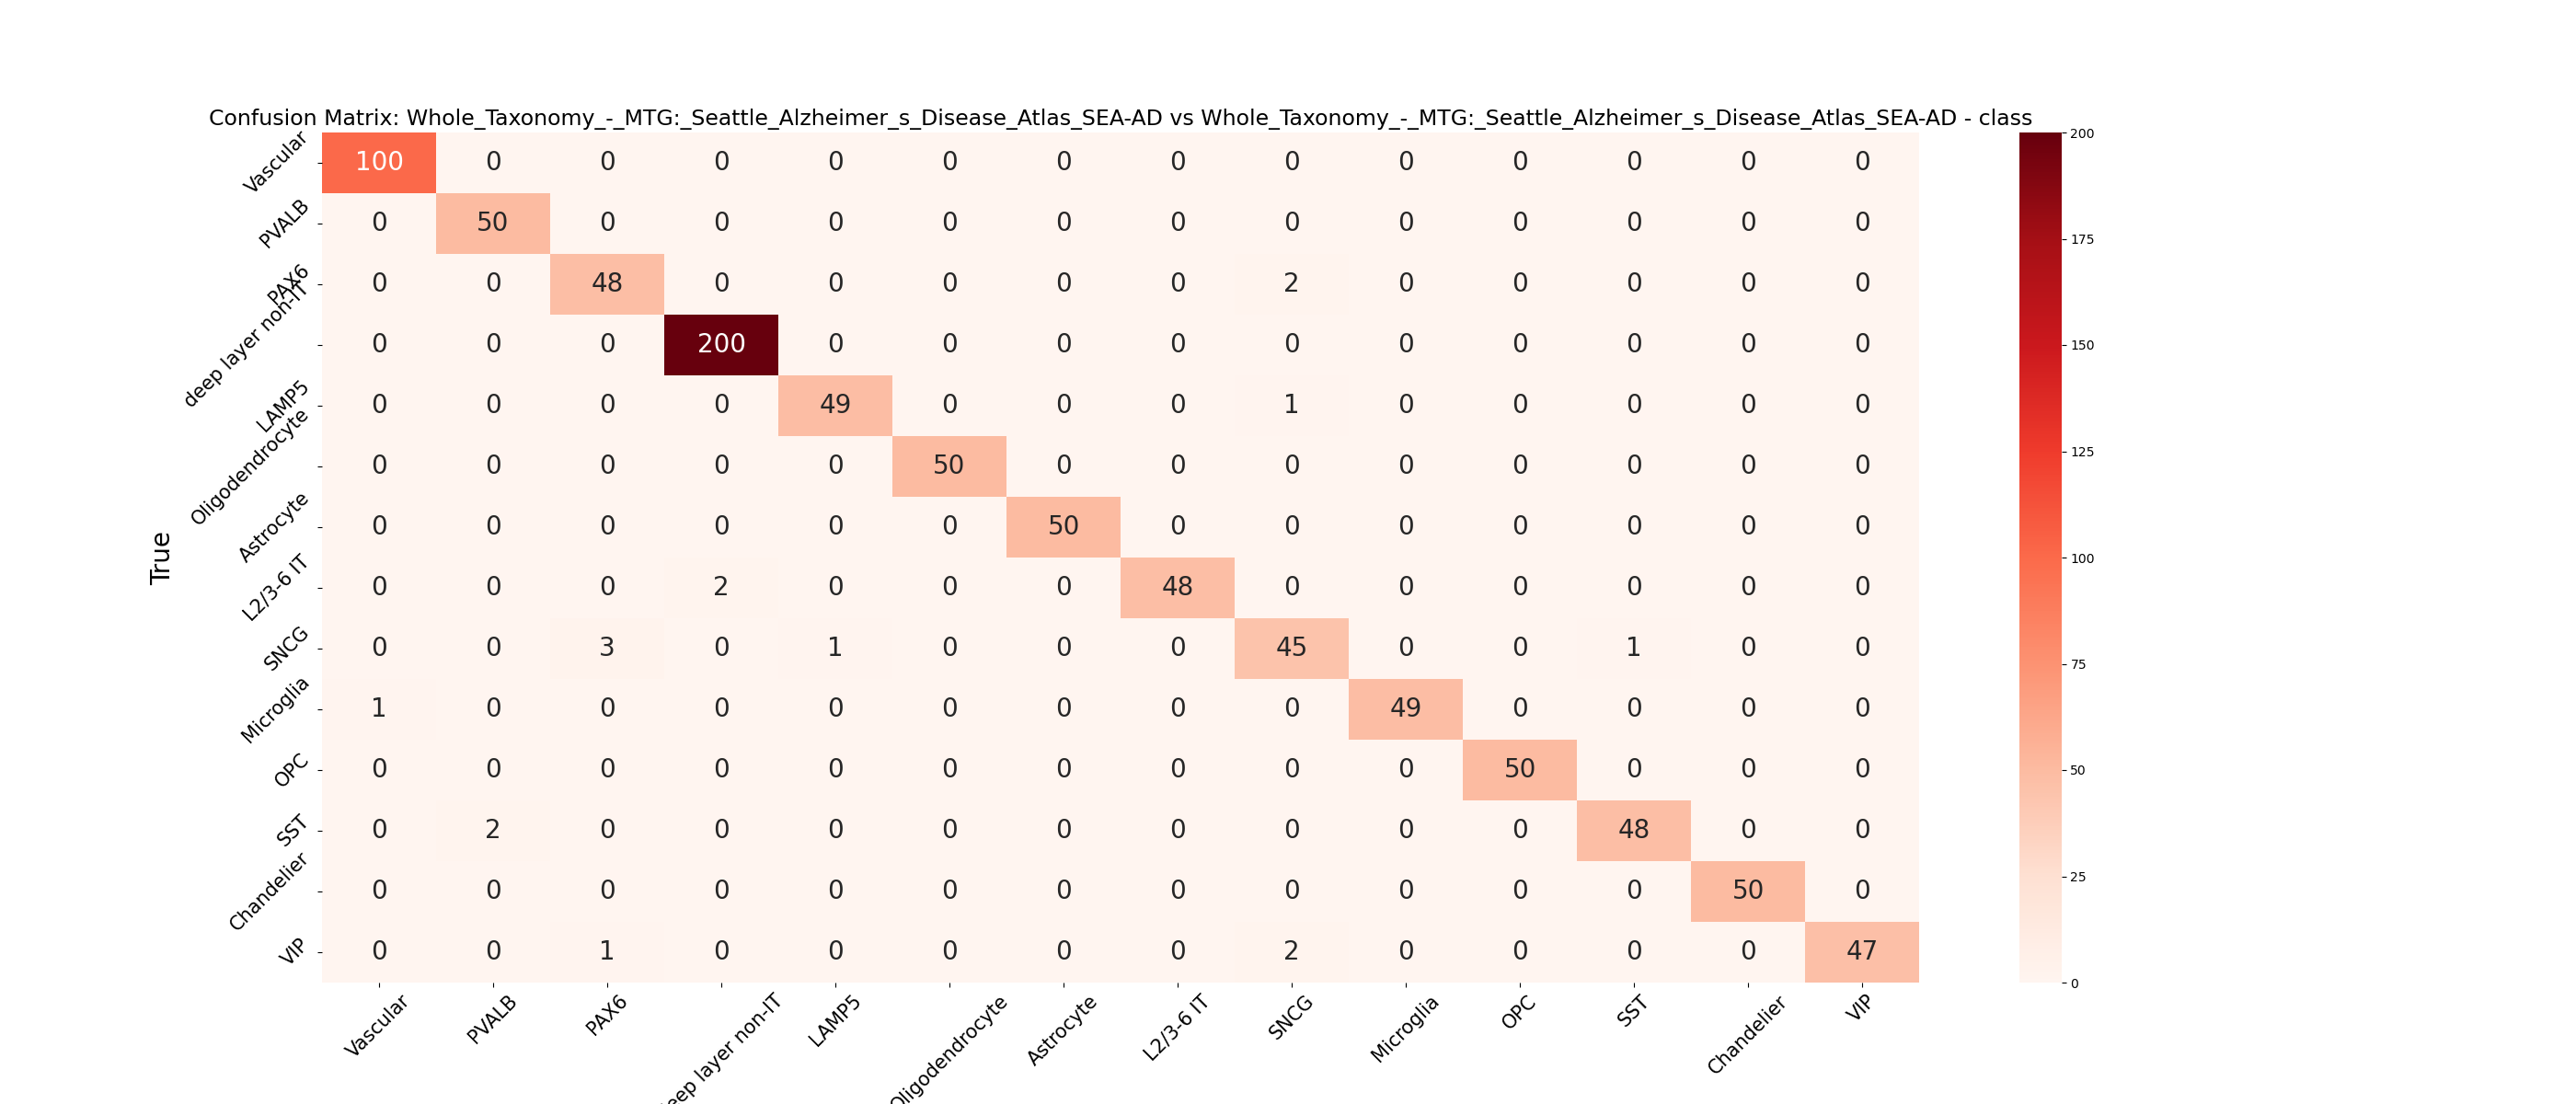 Confusion Matrix: Whole_Taxonomy_-_MTG:_Seattle_Alzheimer_s_Disease_Atlas_SEA-AD vs Whole_Taxonomy_-_MTG:_Seattle_Alzheimer_s_Disease_Atlas_SEA-AD - class
True
Vascular 100 0 0 0 0 0 0 0 0 0 0 0 0 0
PVALB 0 50 0 0 0 0 0 0 0 0 0 0 0 0
PAX6 0 0 48 0 0 0 0 0 2 0 0 0 0 0
deep layer non-IT 0 0 0 200 0 0 0 0 0 0 0 0 0 0
LAMP5 0 0 0 0 49 0 0 0 1 0 0 0 0 0
Oligodendrocyte 0 0 0 0 0 50 0 0 0 0 0 0 0 0
Astrocyte 0 0 0 0 0 0 50 0 0 0 0 0 0 0
L2/3-6 IT 0 0 0 2 0 0 0 48 0 0 0 0 0 0
SNCG 0 0 3 0 1 0 0 0 45 0 0 1 0 0
Microglia 1 0 0 0 0 0 0 0 0 49 0 0 0 0
OPC 0 0 0 0 0 0 0 0 0 0 50 0 0 0
SST 0 2 0 0 0 0 0 0 0 0 0 48 0 0
Chandelier 0 0 0 0 0 0 0 0 0 0 0 0 50 0
VIP 0 0 1 0 0 0 0 0 2 0 0 0 0 47
Vascular PVALB PAX6 layer non-IT LAMP5 Oligodendrocyte Astrocyte L2/3-6 IT SNCG Microglia OPC SST Chandelier VIP
200
175
150
125
100
75
50
25
0